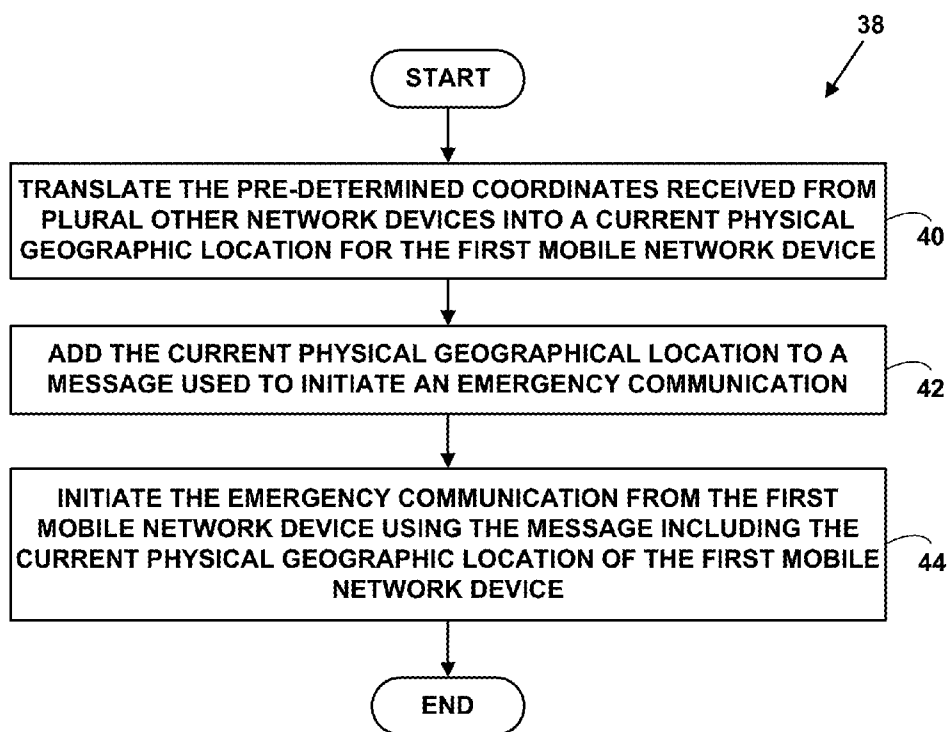 38
START
TRANSLATE THE PRE-DETERMINED COORDINATES RECEIVED FROM
PLURAL OTHER NETWORK DEVICES INTO A CURRENT PHYSICAL
GEOGRAPHIC LOCATION FOR THE FIRST MOBILE NETWORK DEVICE
40
ADD THE CURRENT PHYSICAL GEOGRAPHICAL LOCATION TO A
MESSAGE USED TO INITIATE AN EMERGENCY COMMUNICATION
42
INITIATE THE EMERGENCY COMMUNICATION FROM THE FIRST
MOBILE NETWORK DEVICE USING THE MESSAGE INCLUDING THE
CURRENT PHYSICAL GEOGRAPHIC LOCATION OF THE FIRST MOBILE
NETWORK DEVICE
44
END